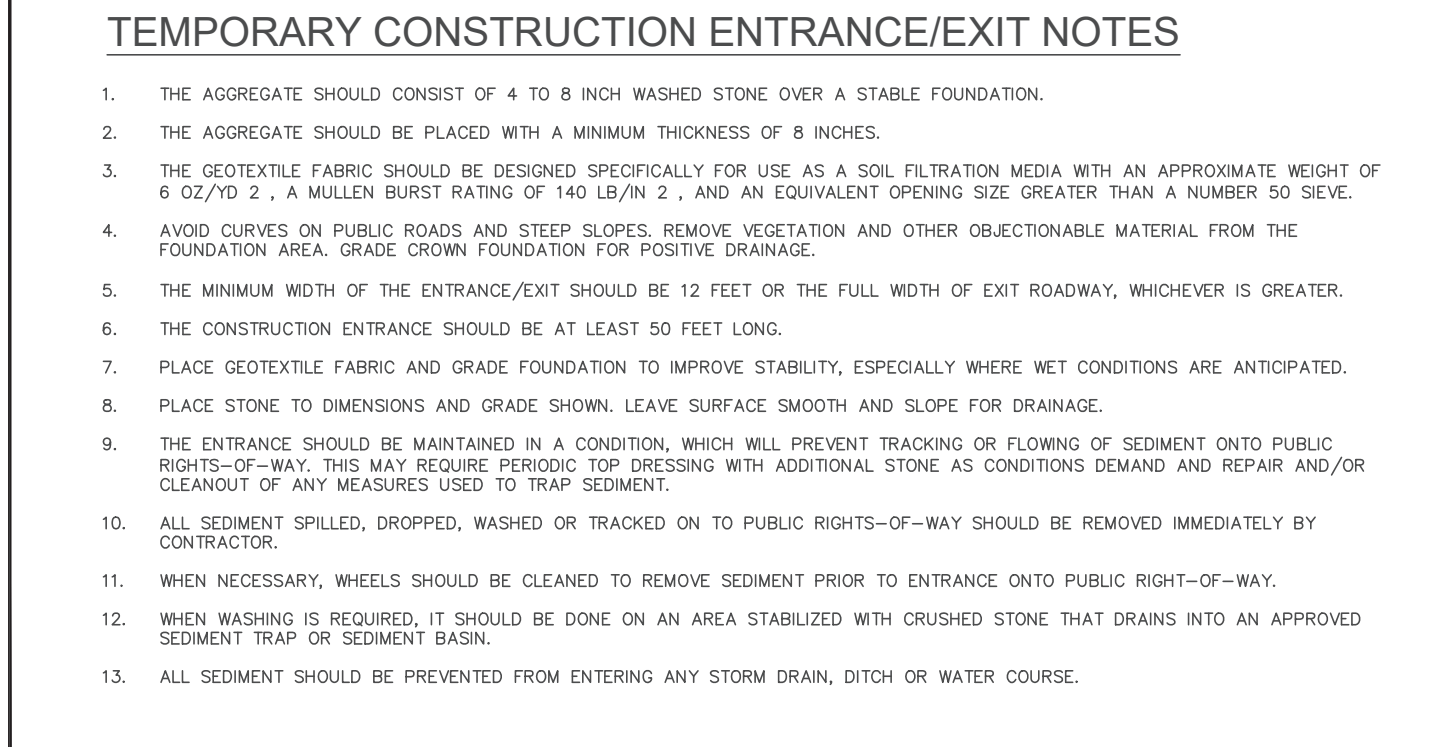 TEMPORARY CONSTRUCTION ENTRANCE/EXIT NOTES
1. THE AGGREGATE SHOULD CONSIST OF 4 TO 8 INCH WASHED STONE OVER A STABLE FOUNDATION.
2. THE AGGREGATE SHOULD BE PLACED WITH A MINIMUM THICKNESS OF 8 INCHES.
3. THE GEOTEXTILE FABRIC SHOULD BE DESIGNED SPECIFICALLY FOR USE AS A SOIL FILTRATION MEDIA WITH AN APPROXIMATE WEIGHT OF
6 OZ/YD 2 , A MULLEN BURST RATING OF 140 LB/IN 2 , AND AN EQUIVALENT OPENING SIZE GREATER THAN A NUMBER 50 SIEVE.
4. AVOID CURVES ON PUBLIC ROADS AND STEEP SLOPES. REMOVE VEGETATION AND OTHER OBJECTIONABLE MATERIAL FROM THE
FOUNDATION AREA. GRADE CROWN FOUNDATION FOR POSITIVE DRAINAGE.
5. THE MINIMUM WIDTH OF THE ENTRANCE/EXIT SHOULD BE 12 FEET OR THE FULL WIDTH OF EXIT ROADWAY, WHICHEVER IS GREATER.
6. THE CONSTRUCTION ENTRANCE SHOULD BE AT LEAST 50 FEET LONG.
7. PLACE GEOTEXTILE FABRIC AND GRADE FOUNDATION TO IMPROVE STABILITY, ESPECIALLY WHERE WET CONDITIONS ARE ANTICIPATED.
8. PLACE STONE TO DIMENSIONS AND GRADE SHOWN. LEAVE SURFACE SMOOTH AND SLOPE FOR DRAINAGE.
9. THE ENTRANCE SHOULD BE MAINTAINED IN A CONDITION, WHICH WILL PREVENT TRACKING OR FLOWING OF SEDIMENT ONTO PUBLIC
RIGHTS–OF–WAY. THIS MAY REQUIRE PERIODIC TOP DRESSING WITH ADDITIONAL STONE AS CONDITIONS DEMAND AND REPAIR AND/OR
CLEANOUT OF ANY MEASURES USED TO TRAP SEDIMENT.
10. ALL SEDIMENT SPILLED, DROPPED, WASHED OR TRACKED ON TO PUBLIC RIGHTS–OF–WAY SHOULD BE REMOVED IMMEDIATELY BY
CONTRACTOR.
11. WHEN NECESSARY, WHEELS SHOULD BE CLEANED TO REMOVE SEDIMENT PRIOR TO ENTRANCE ONTO PUBLIC RIGHT–OF–WAY.
12. WHEN WASHING IS REQUIRED, IT SHOULD BE DONE ON AN AREA STABILIZED WITH CRUSHED STONE THAT DRAINS INTO AN APPROVED
SEDIMENT TRAP OR SEDIMENT BASIN.
13. ALL SEDIMENT SHOULD BE PREVENTED FROM ENTERING ANY STORM DRAIN, DITCH OR WATER COURSE.